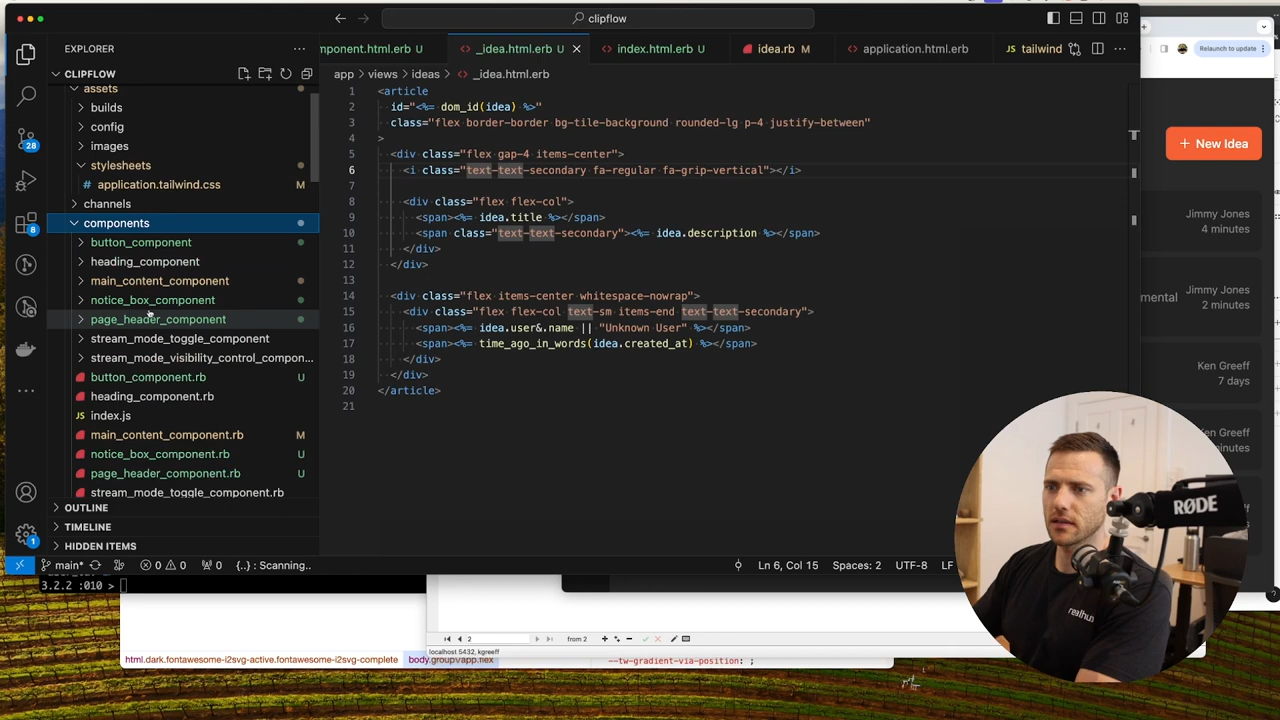 clipflow
EXPLORER
mponent.html.erb U
_idea.html.erb U
index.html.erb U
idea.rb M
application.html.erb
tailwind
Relaunch to update
CLIPFLOW
app > views > ideas > _idea.html.erb
assets
builds
config
images
stylesheets
application.tailwind.css M
channels
components
button_component
heading_component
main_content_component
notice_box_component
page_header_component
stream_mode_toggle_component
stream_mode_visibility_control_compon...
button_component.rb U
heading_component.rb
JS index.js
main_content_component.rb M
notice_box_component.rb U
page_header_component.rb U
stream_mode_toggle_component.rb
OUTLINE
TIMELINE
HIDDEN ITEMS
28
8
1
1 <article
2 id="<%= dom_id(idea) %>"
3 class="flex border-border bg-tile-background rounded-lg p-4 justify-between"
4 >
5 <div class="flex gap-4 items-center">
6 <i class="text-text-secondary fa-regular fa-grip-vertical"></i>
7
8 <div class="flex flex-col">
9 <span><%= idea.title %></span>
10 <span class="text-text-secondary"><%= idea.description %></span>
11 </div>
12 </div>
13
14 <div class="flex items-center whitespace-nowrap">
15 <div class="flex flex-col text-sm items-end text-text-secondary">
16 <span><%= idea.user&.name || "Unknown User" %></span>
17 <span><%= time_ago_in_words(idea.created_at) %></span>
18 </div>
19 </div>
20 </article>
21
+ New Idea
Jimmy Jones
4 minutes
Jimmy Jones
mental
2 minutes
Ken Greeff
7 days
Ken Greeff
RØDE
realhub
main* 0 0 0 {..} : Scanning..
Ln 6, Col 15 Spaces: 2 UTF-8 LF
3.2.2 :010 >
2 from 2
localhost 5432, kgreeff
html.dark.fontawesome-i2svg-active.fontawesome-i2svg-complete body.group\/app.flex
--tw-gradient-via-position: ;